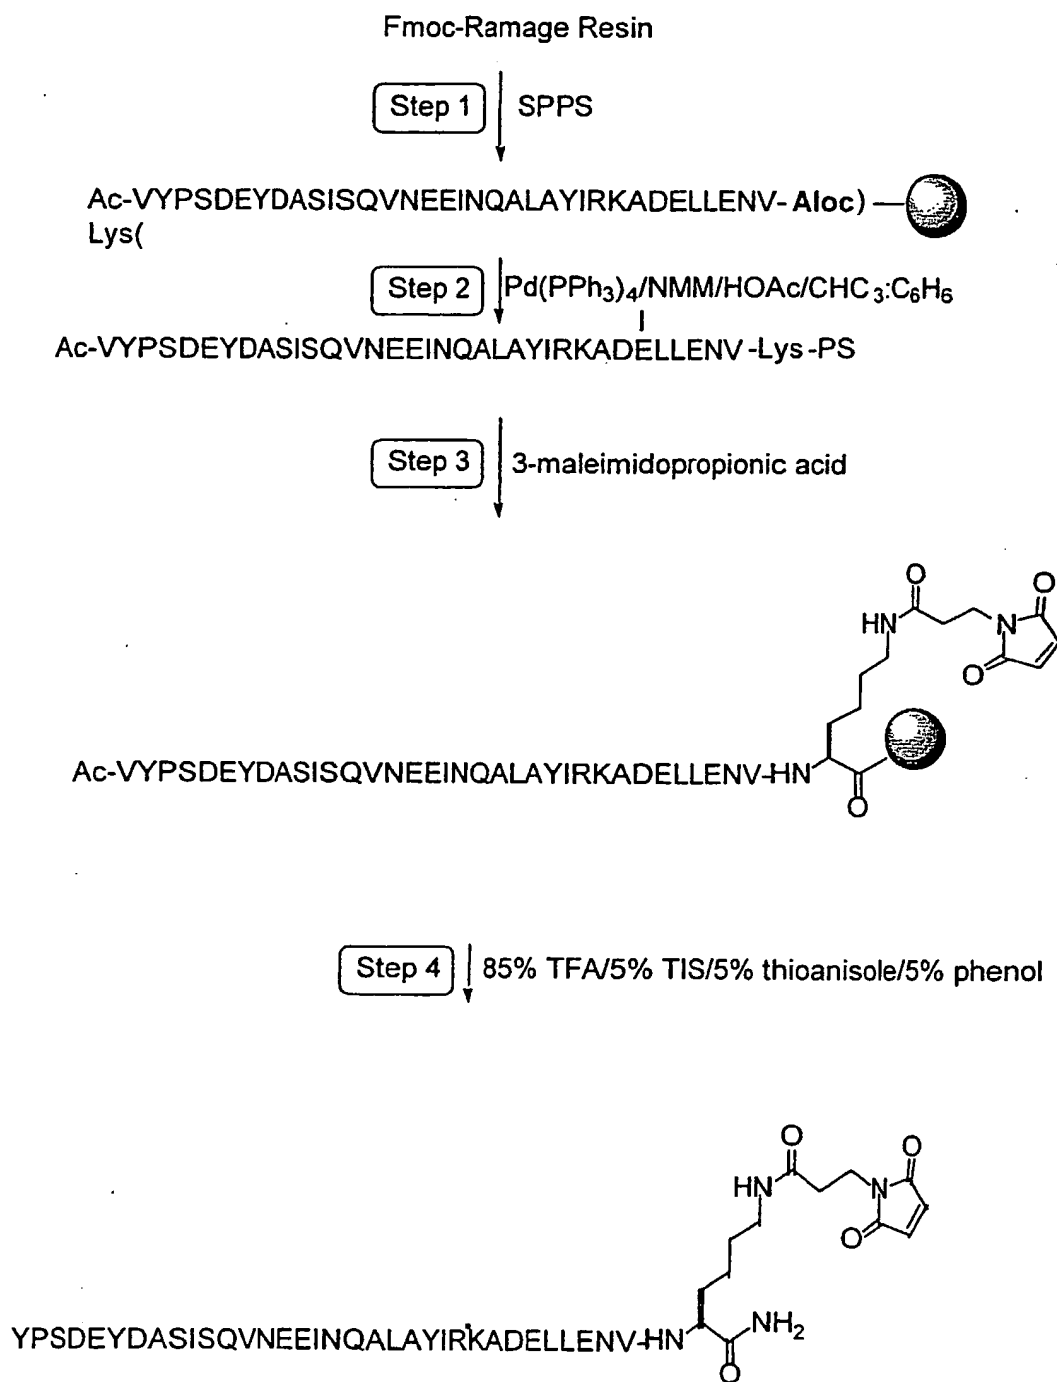 Fmoc-Ramage Resin
Step 1 SPPS
Ac-VYPSDEYDASISQVNEEINQALAYIRKADELLENV- Aloc)
Lys(
Step 2 Pd(PPh3)4/NMM/HOAc/CHC3:C6H6
Ac-VYPSDEYDASISQVNEEINQALAYIRKADELLENV -Lys -PS
Step 3 3-maleimidopropionic acid
O
O
HN
N
O
Ac-VYPSDEYDASISQVNEEINQALAYIRKADELLENV-HN
O
Step 4 85% TFA/5% TIS/5% thioanisole/5% phenol
O
O
HN
N
O
YPSDEYDASISQVNEEINQALAYIRKADELLENV-HN NH2
O